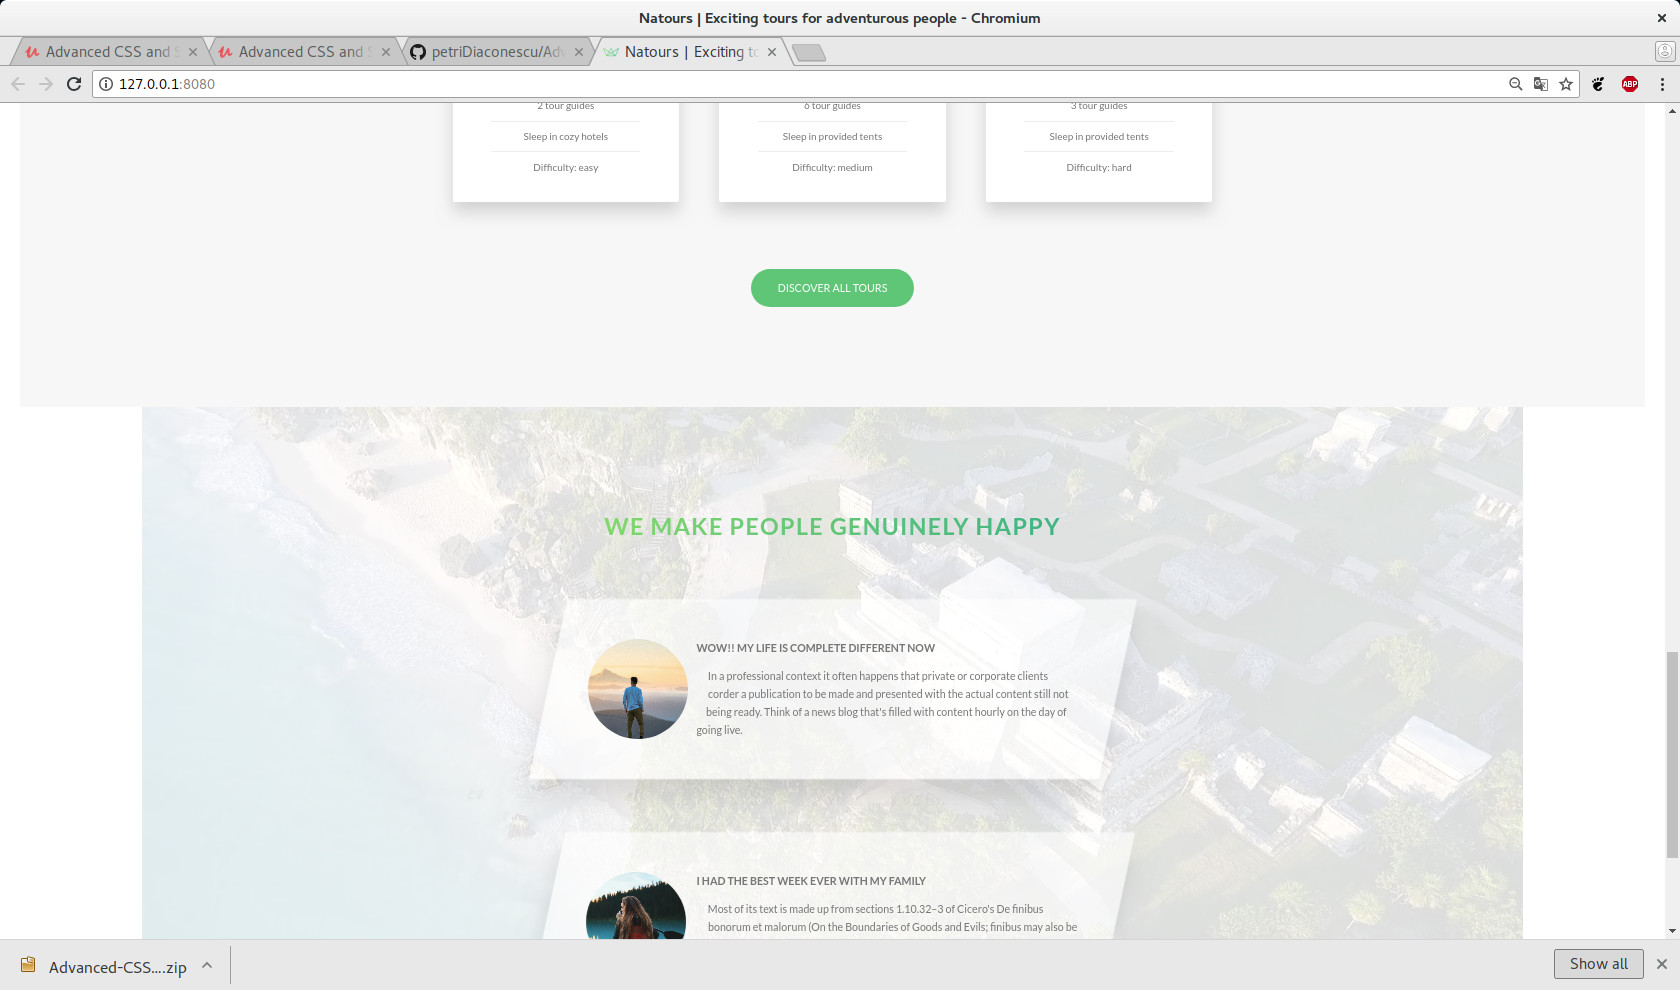 Natours | Exciting tours for adventurous people - Chromium
Advanced CSS and S
Advanced CSS and S
petriDiaconescu/Adv
Natours | Exciting to
127.0.0.1:8080
ABP
2 tour guides
6 tour guides
3 tour guides
Sleep in cozy hotels
Sleep in provided tents
Sleep in provided tents
Difficulty: easy
Difficulty: medium
Difficulty: hard
DISCOVER ALL TOURS
WE MAKE PEOPLE GENUINELY HAPPY
WOW!! MY LIFE IS COMPLETE DIFFERENT NOW
In a professional context it often happens that private or corporate clients
corder a publication to be made and presented with the actual content still not
being ready. Think of a news blog that's filled with content hourly on the day of
going live.
I HAD THE BEST WEEK EVER WITH MY FAMILY
Most of its text is made up from sections 1.10.32–3 of Cicero's De finibus
bonorum et malorum (On the Boundaries of Goods and Evils; finibus may also be
Advanced-CSS....zip
Show all